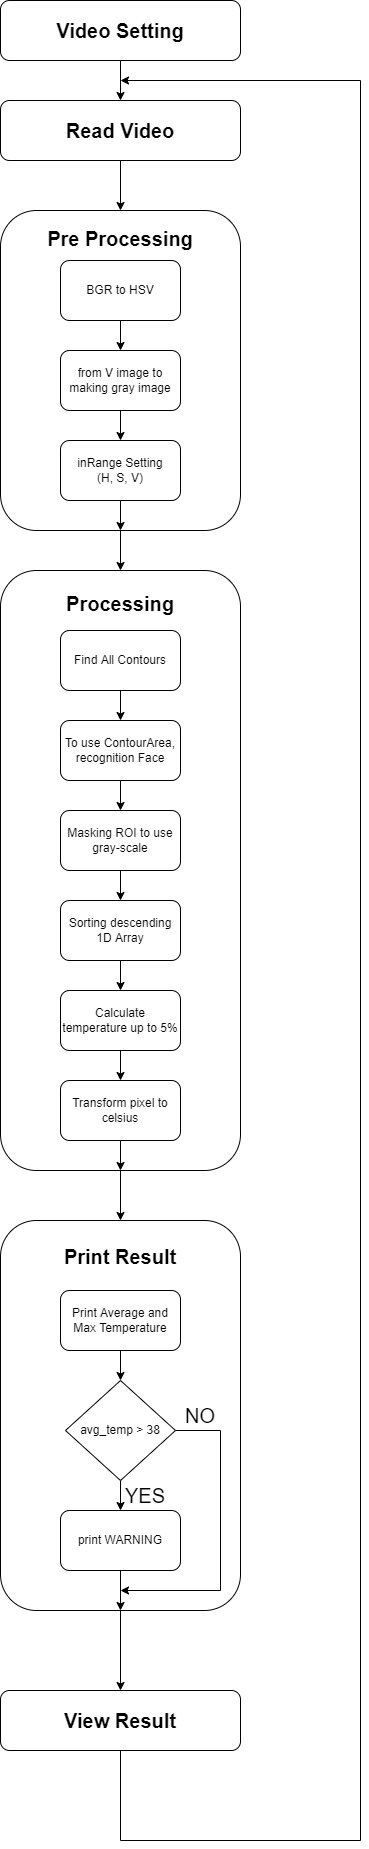 Video Setting
Read Video
Pre Processing
BGR to HSV
from V image to
making gray image
inRange Setting
(H, S, V)
Processing
Find All Contours
To use ContourArea,
recognition Face
Masking ROI to use
gray-scale
Sorting descending
1D Array
Calculate
temperature up to 5%
Transform pixel to
celsius
Print Result
Print Average and
Max Temperature
avg_temp > 38
NO
YES
print WARNING
View Result